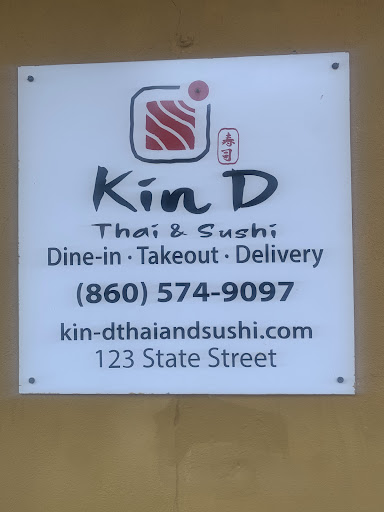 寿司
Kin D
Thai & Sushi
Dine-in · Takeout · Delivery
(860) 574-9097
kin-dthaiandsushi.com
123 State Street